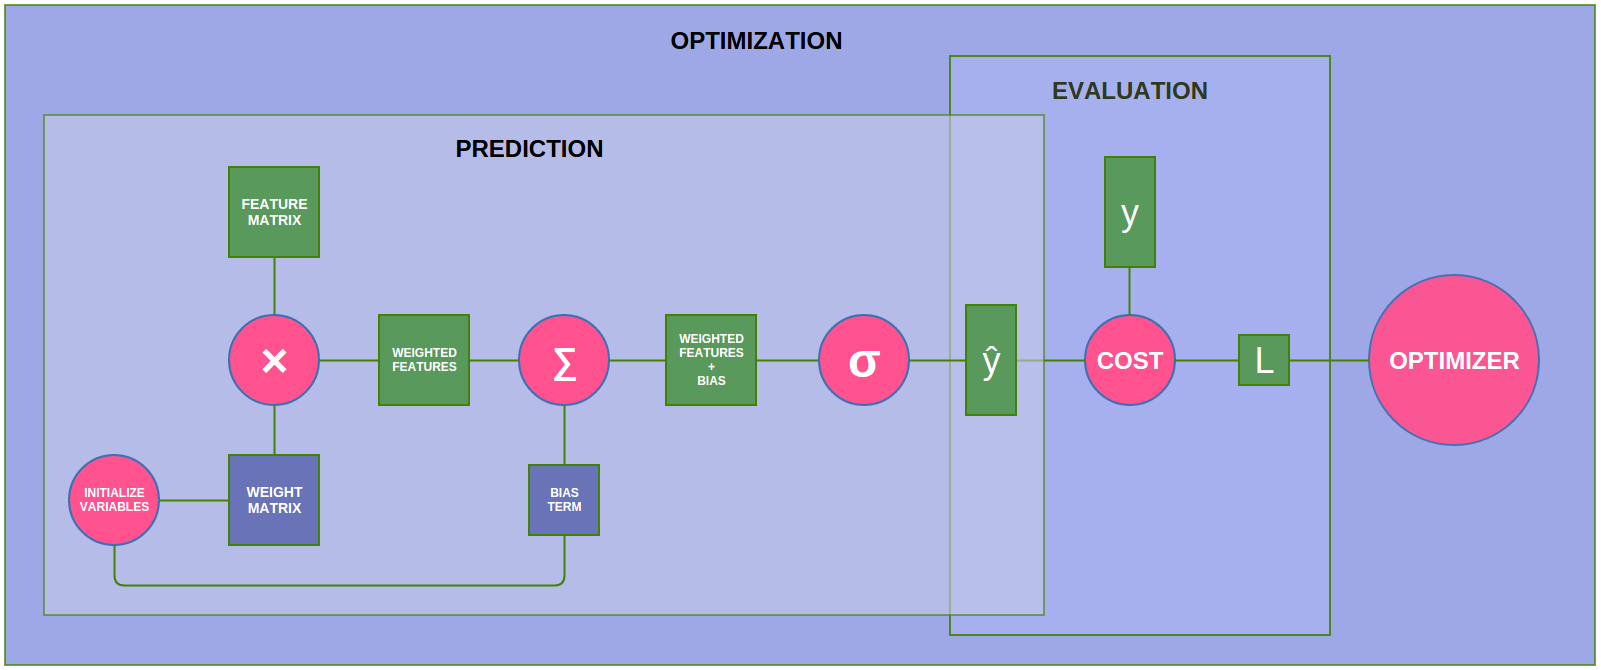 OPTIMIZATION
EVALUATION
PREDICTION
FEATURE
MATRIX
y
×
WEIGHTED
FEATURES
Σ
WEIGHTED
FEATURES
+
BIAS
σ
ŷ
COST
L
OPTIMIZER
INITIALIZE
VARIABLES
WEIGHT
MATRIX
BIAS
TERM